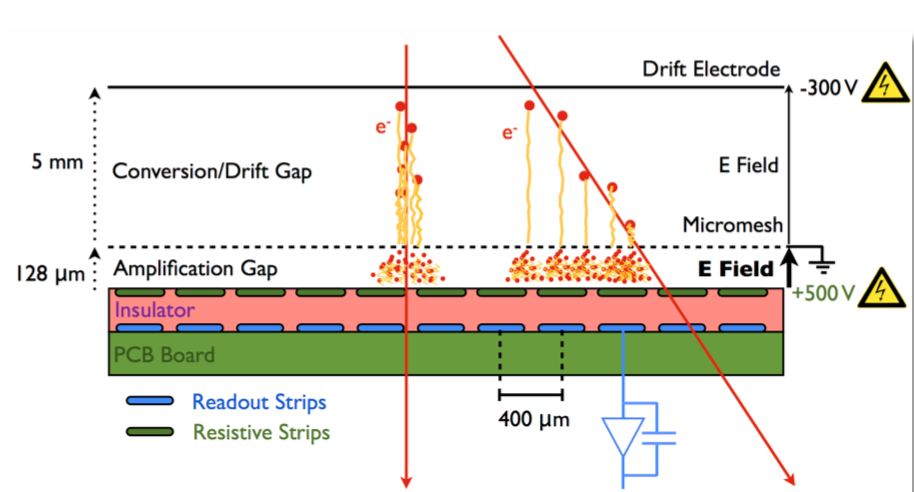 Drift Electrode
-300 V
e-
e-
5 mm
Conversion/Drift Gap
E Field
Micromesh
128 µm
Amplification Gap
E Field
+500 V
Insulator
PCB Board
Readout Strips
Resistive Strips
400 µm